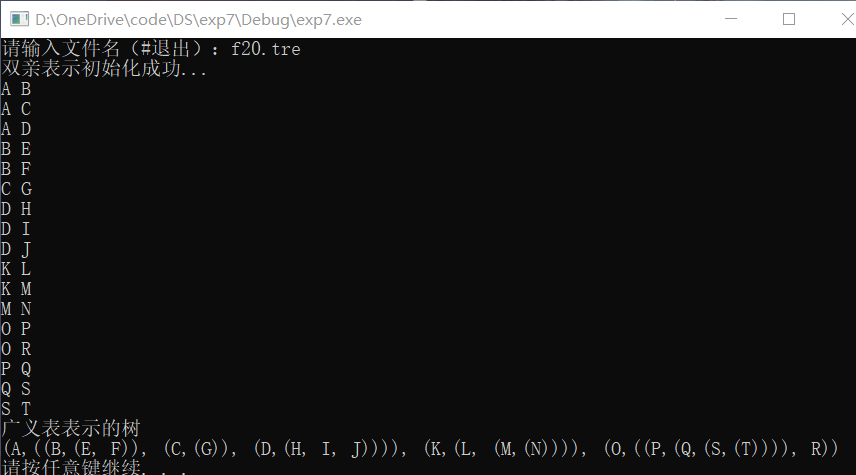 D:\OneDrive\code\DS\exp7\Debug\exp7.exe
请输入文件名（#退出）：f20.tre
双亲表示初始化成功...
A B
A C
A D
B E
B F
C G
D H
D I
D J
K L
K M
M N
O P
O R
P Q
Q S
S T
广义表表示的树
(A,((B,(E, F)), (C,(G)), (D,(H, I, J)))), (K,(L, (M,(N)))), (O,((P,(Q,(S,(T)))), R))
请按任意键继续. . .